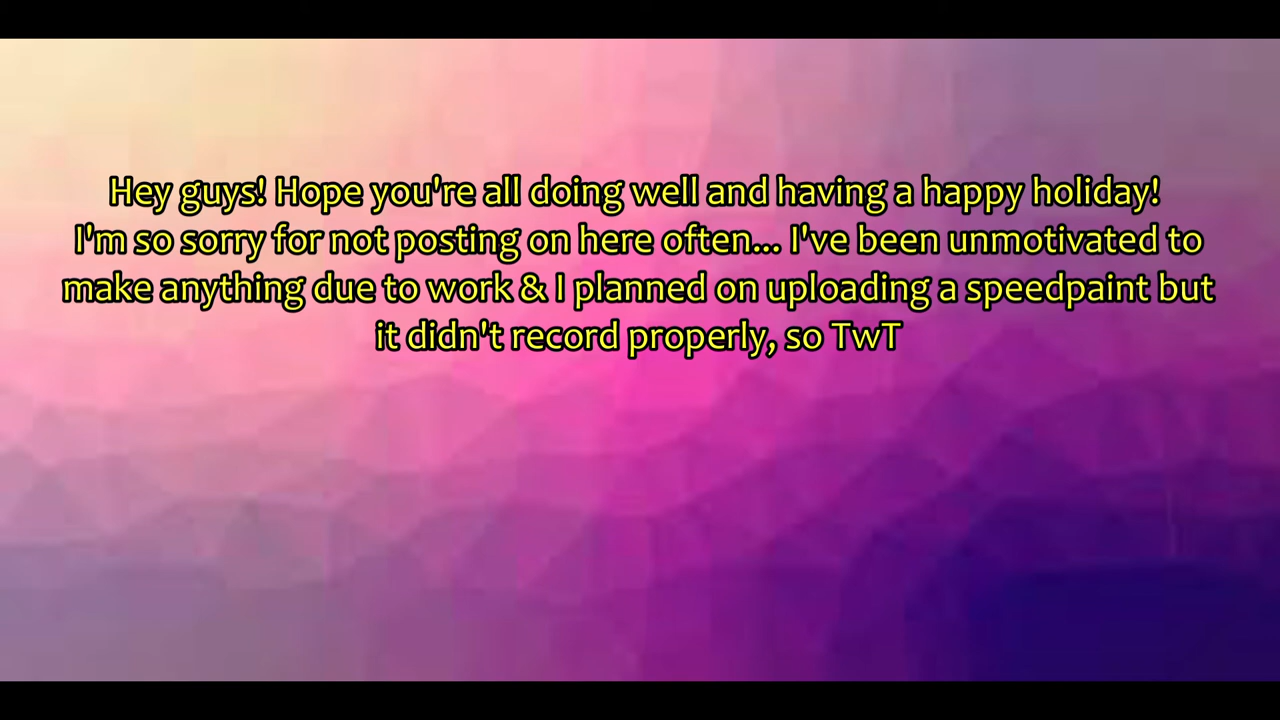 Hey guys! Hope you're all doing well and having a happy holiday!
I'm so sorry for not posting on here often... I've been unmotivated to
make anything due to work & I planned on uploading a speedpaint but
it didn't record properly, so TwT